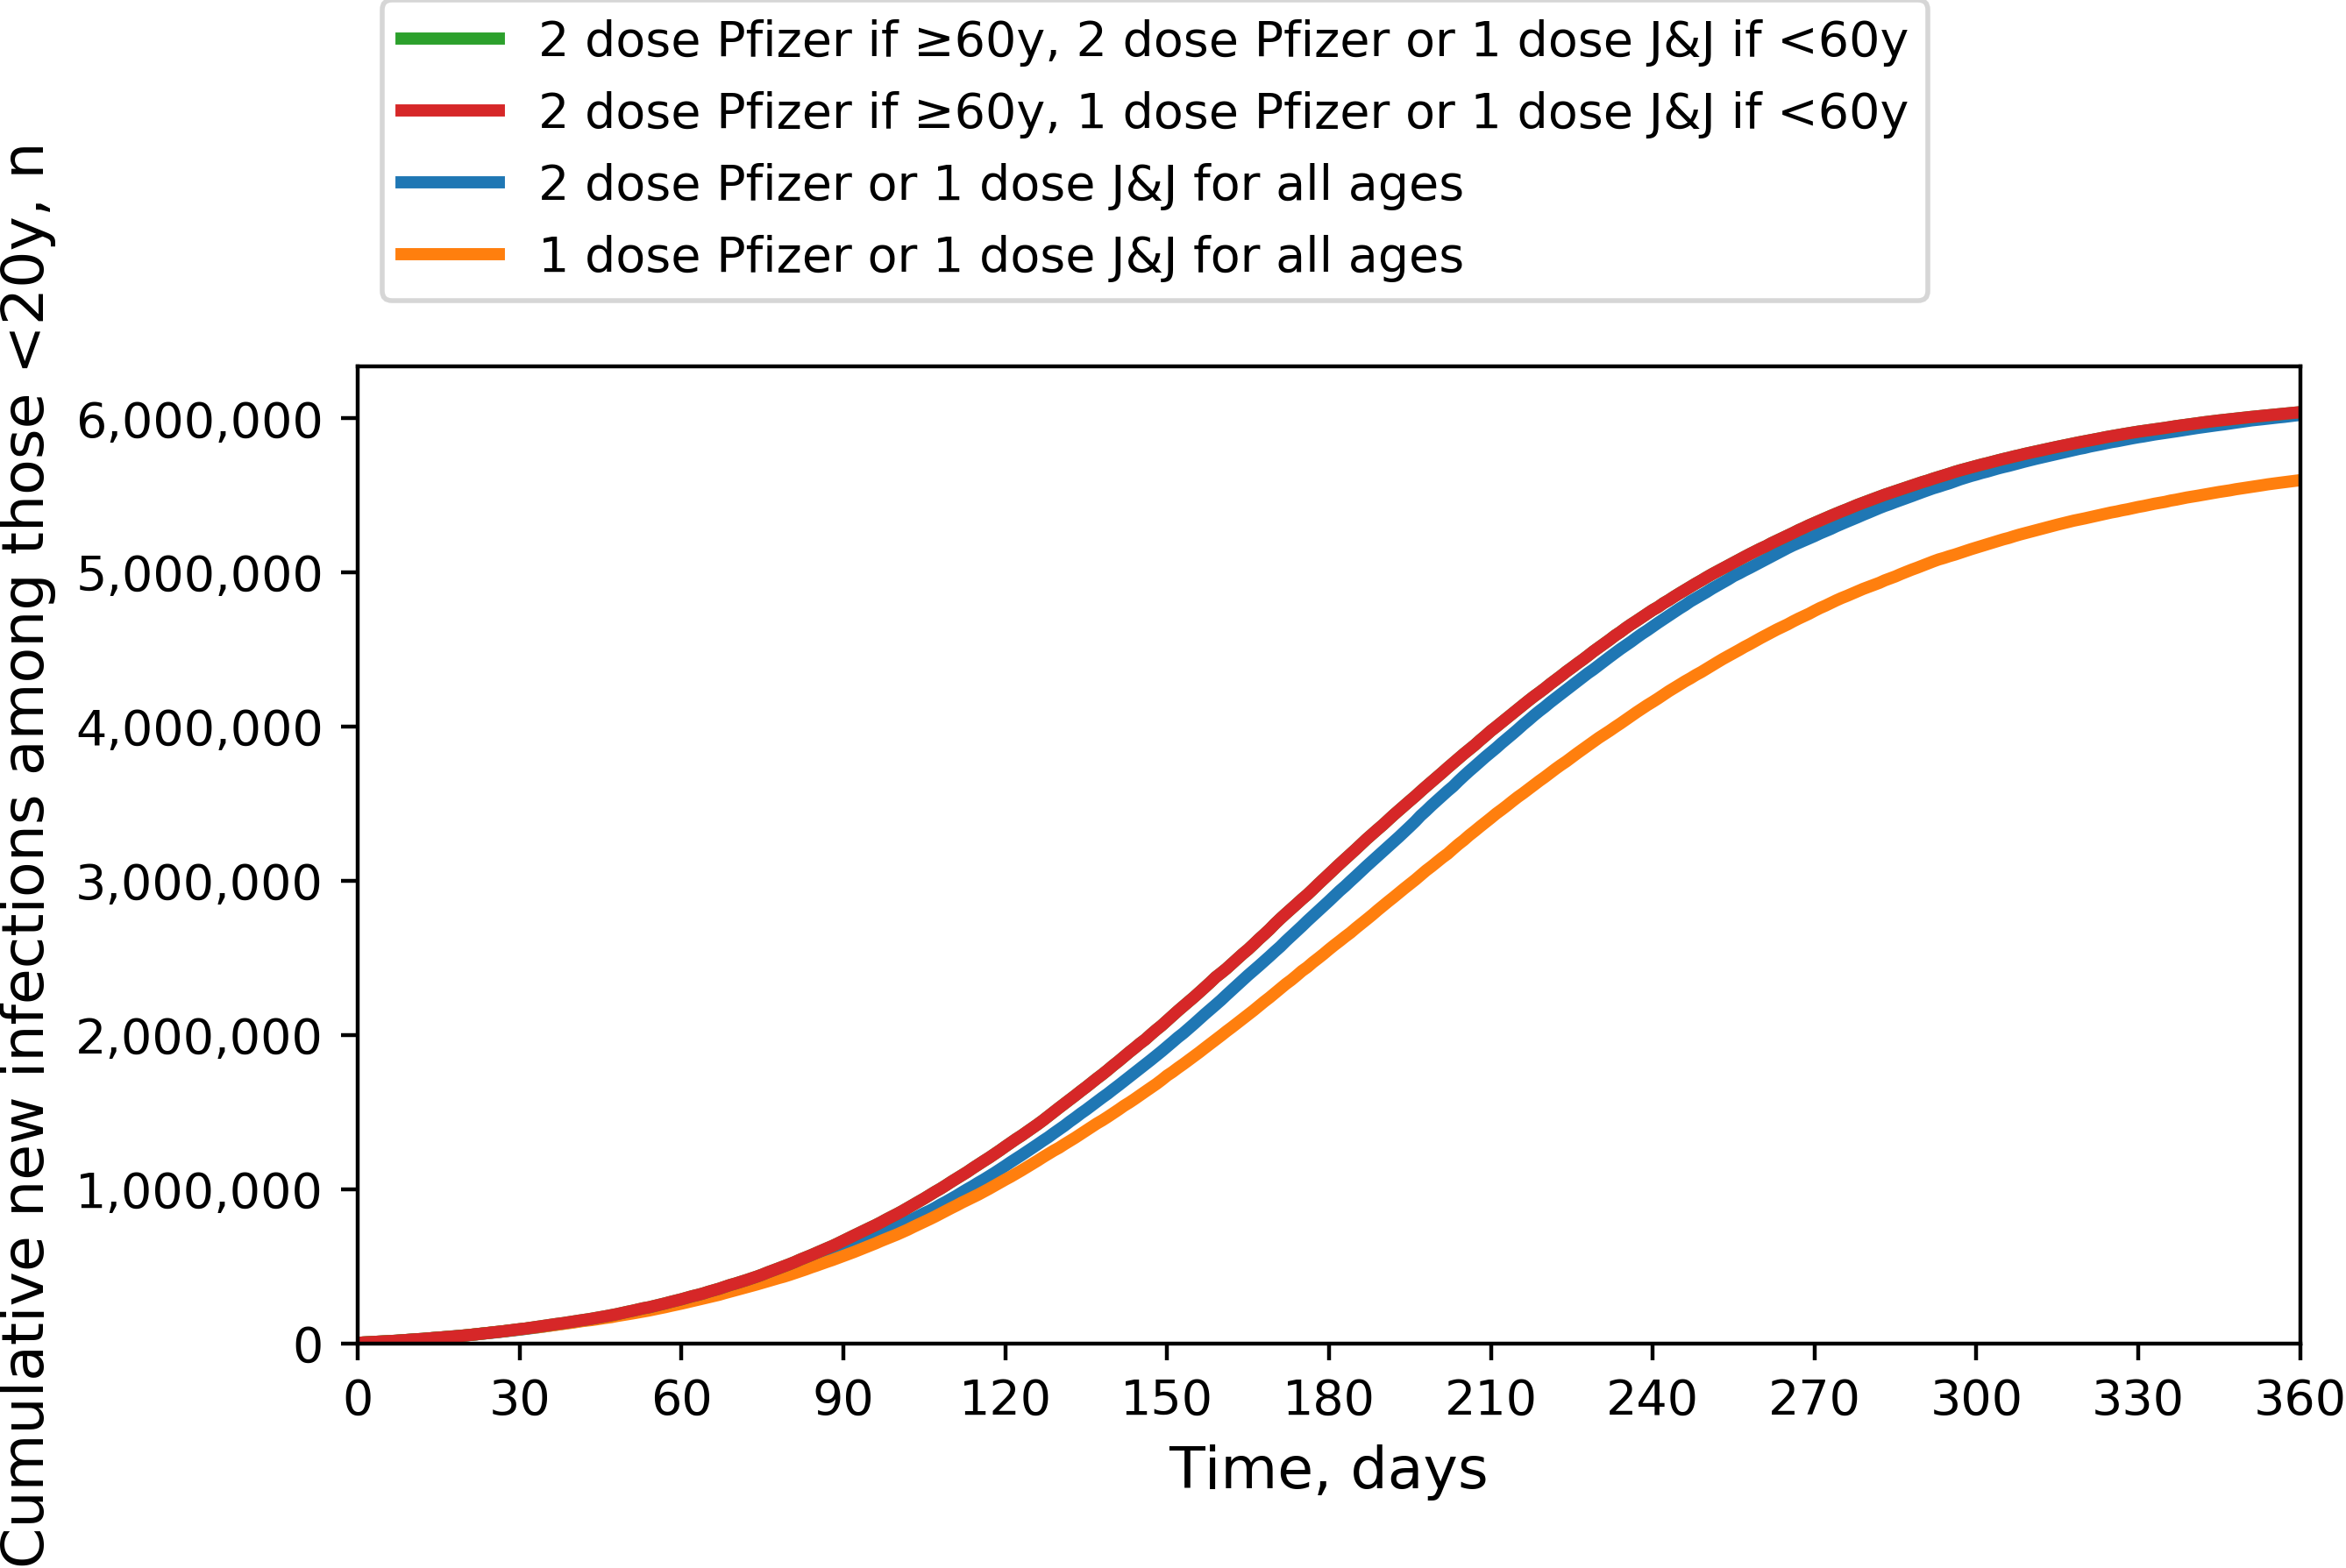 2 dose Pfizer if ≥60y, 2 dose Pfizer or 1 dose J&J if <60y
2 dose Pfizer if ≥60y, 1 dose Pfizer or 1 dose J&J if <60y
2 dose Pfizer or 1 dose J&J for all ages
1 dose Pfizer or 1 dose J&J for all ages
Cumulative new infections among those <20y, n
6,000,000
5,000,000
4,000,000
3,000,000
2,000,000
1,000,000
0
0 30 60 90 120 150 180 210 240 270 300 330 360
Time, days